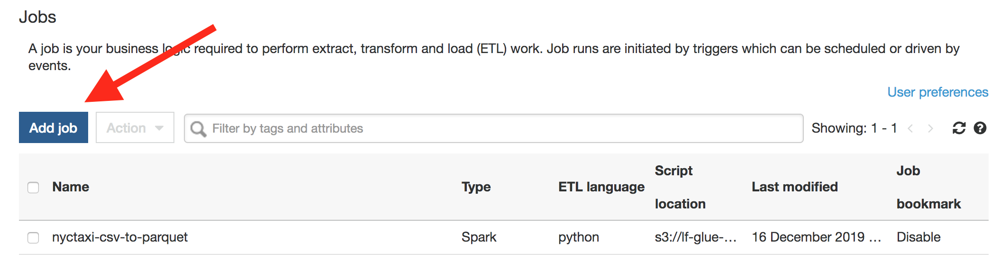 Jobs
A job is your business logic required to perform extract, transform and load (ETL) work. Job runs are initiated by triggers which can be scheduled or driven by
events.
User preferences
Add job Action Filter by tags and attributes Showing: 1 - 1
Name Type ETL language Script location Last modified Job bookmark
nyctaxi-csv-to-parquet Spark python s3://lf-glue-... 16 December 2019 ... Disable